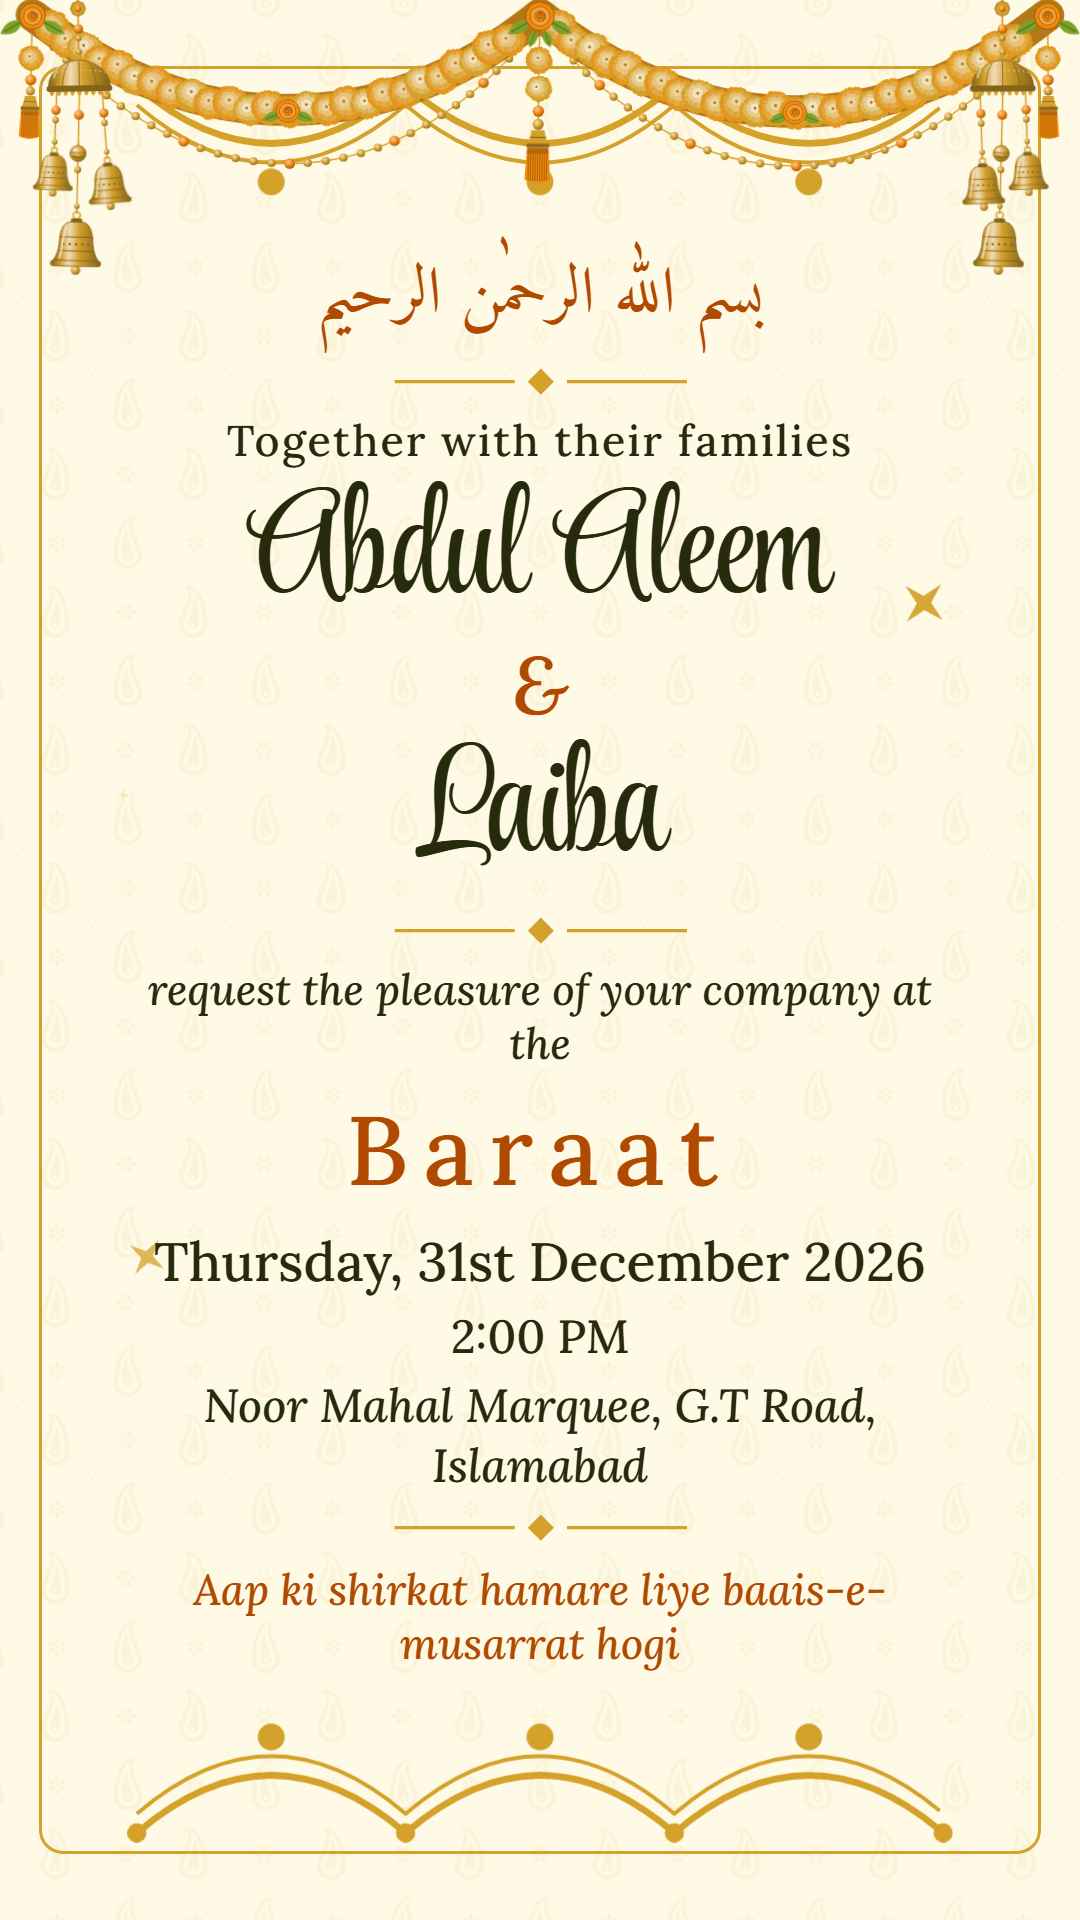 بسم الله الرحمٰن الرحيم
Together with their families
Abdul Aleem
&
Laiba
request the pleasure of your company at
the
Baraat
Thursday, 31st December 2026
2:00 PM
Noor Mahal Marquee, G.T Road,
Islamabad
Aap ki shirkat hamare liye baais-e-
musarrat hogi